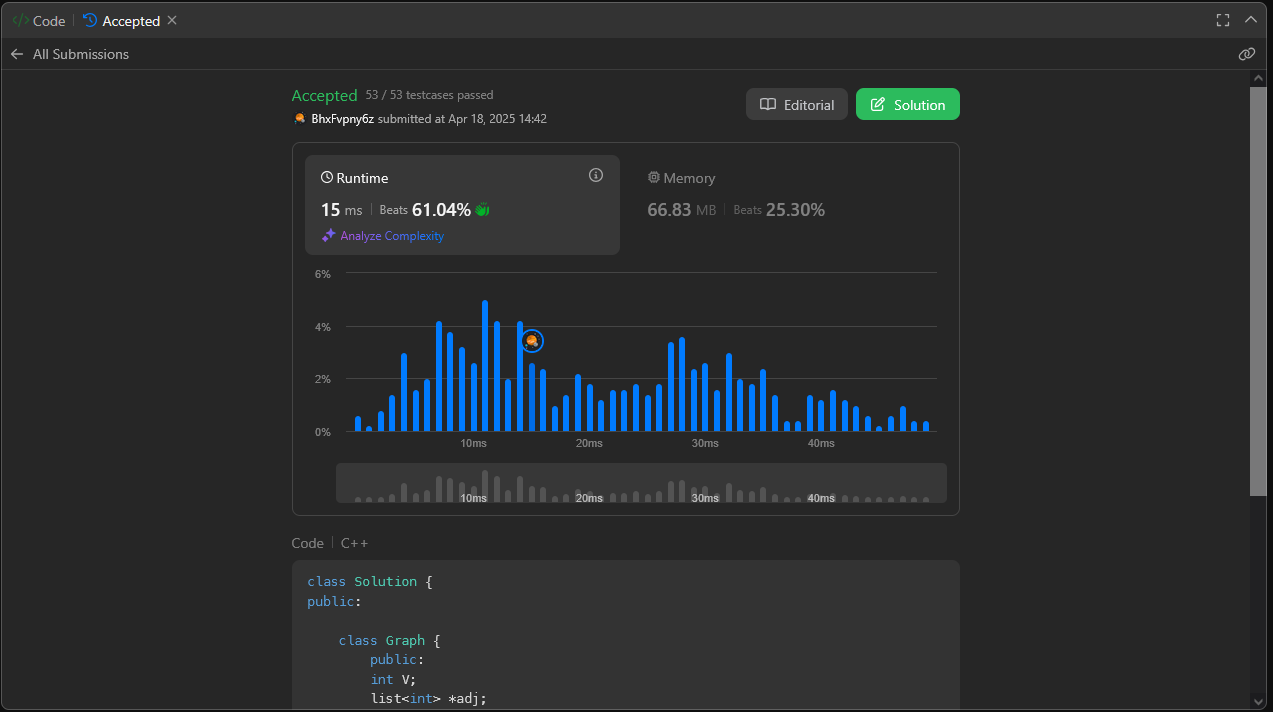 </> Code | Accepted
All Submissions
Accepted 53 / 53 testcases passed
BhxFvpny6z submitted at Apr 18, 2025 14:42
Editorial
Solution
Runtime
15 ms | Beats 61.04%
Analyze Complexity
Memory
66.83 MB | Beats 25.30%
6%
4%
2%
0%
10ms 20ms 30ms 40ms
10ms 20ms 30ms 40ms
Code | C++
class Solution {
public:
class Graph {
public:
int V;
list<int> *adj;